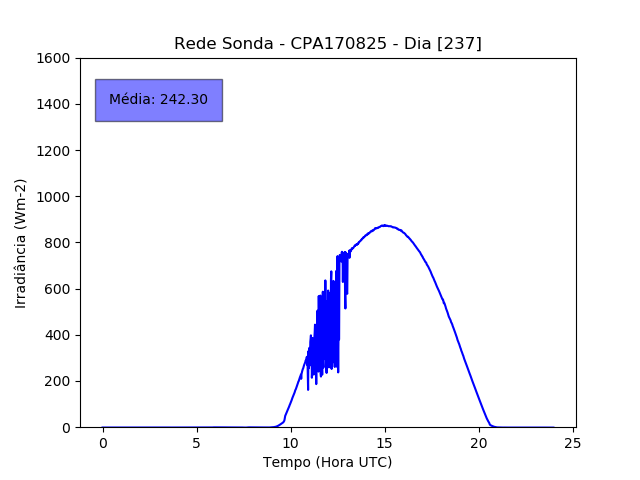 Rede Sonda - CPA170825 - Dia [237]
1600
1400
1200
1000
800
600
400
200
0
Média: 242.30
Irradiância (Wm-2)
0 5 10 15 20 25
Tempo (Hora UTC)